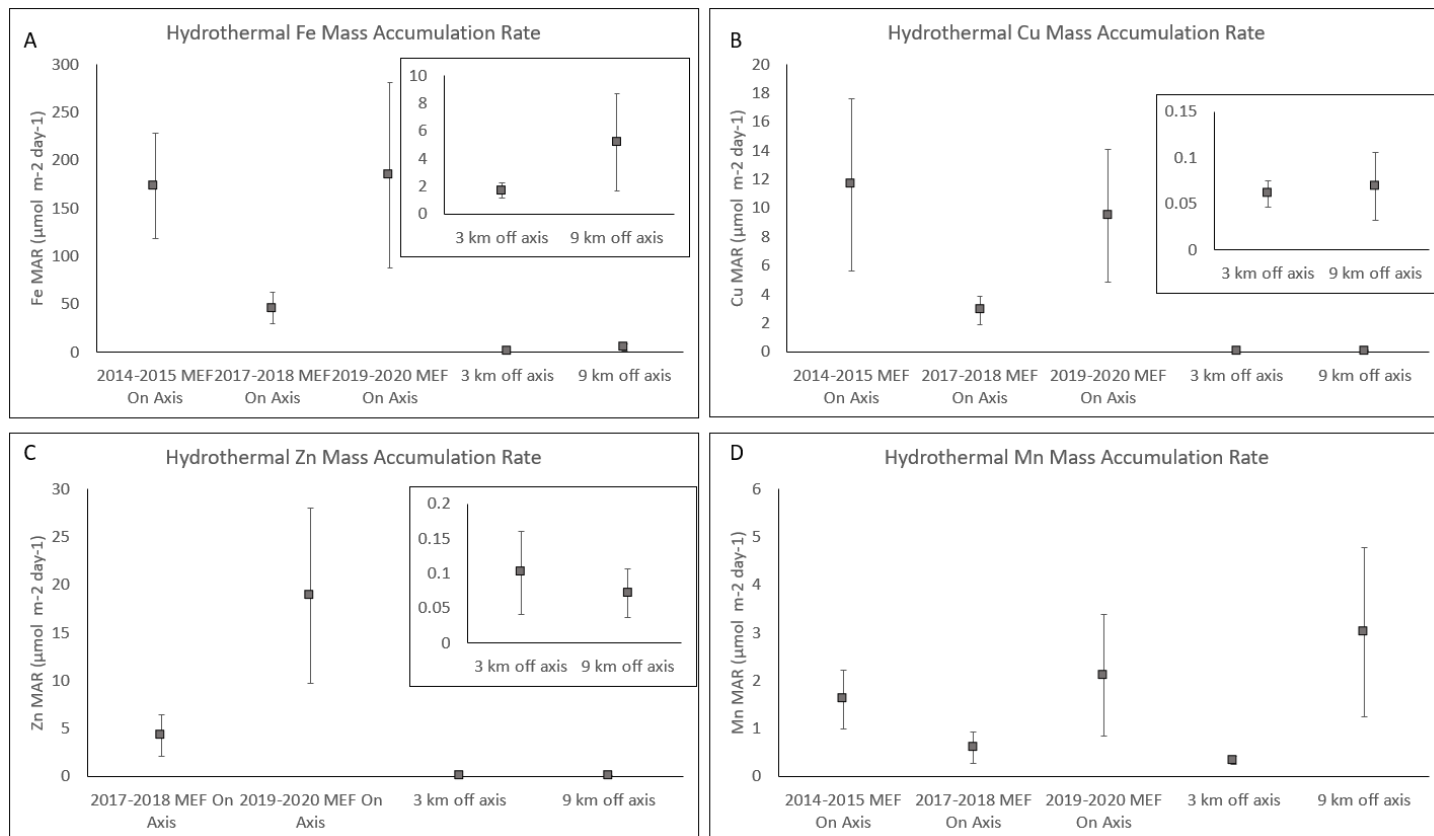 A
Hydrothermal Fe Mass Accumulation Rate
Fe MAR (µmol m-2 day-1)
300
250
200
150
100
50
0
10
8
6
4
2
0
3 km off axis 9 km off axis
2014-2015 MEF 2017-2018 MEF 2019-2020 MEF 3 km off axis 9 km off axis
On Axis On Axis On Axis
B
Hydrothermal Cu Mass Accumulation Rate
Cu MAR (µmol m-2 day-1)
20
18
16
14
12
10
8
6
4
2
0
0.15
0.1
0.05
0
3 km off axis 9 km off axis
2014-2015 MEF 2017-2018 MEF 2019-2020 MEF 3 km off axis 9 km off axis
On Axis On Axis On Axis
C
Hydrothermal Zn Mass Accumulation Rate
Zn MAR (µmol m-2 day-1)
30
25
20
15
10
5
0
0.2
0.15
0.1
0.05
0
3 km off axis 9 km off axis
2017-2018 MEF On 2019-2020 MEF On 3 km off axis 9 km off axis
Axis Axis
D
Hydrothermal Mn Mass Accumulation Rate
Mn MAR (µmol m-2 day-1)
6
5
4
3
2
1
0
2014-2015 MEF 2017-2018 MEF 2019-2020 MEF 3 km off axis 9 km off axis
On Axis On Axis On Axis